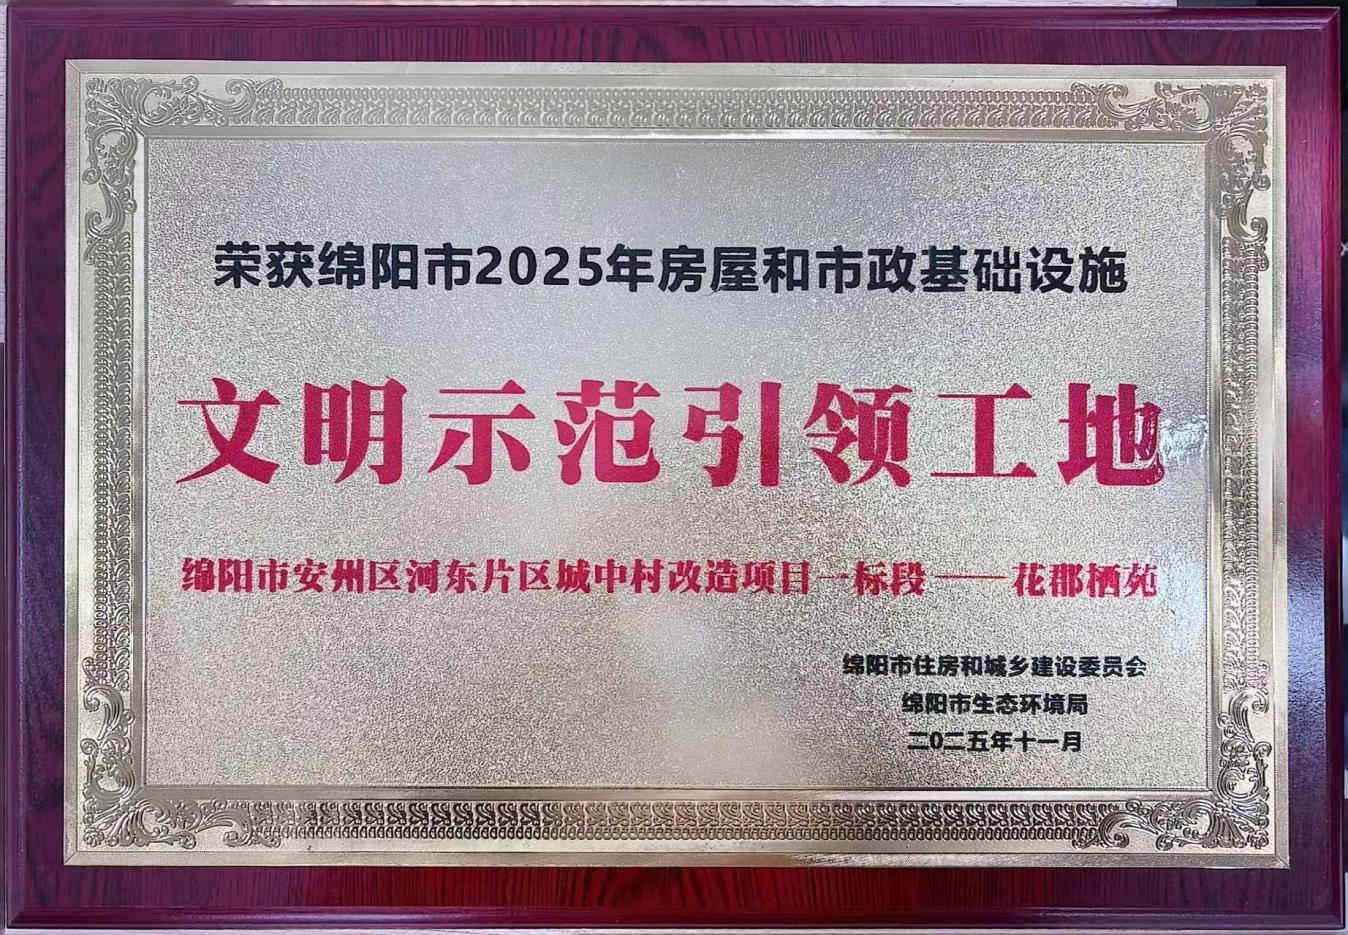 荣获绵阳市2025年房屋和市政基础设施
文明示范引领工地
绵阳市安州区河东片区城中村改造项目一标段——花郡栖苑
绵阳市住房和城乡建设委员会
绵阳市生态环境局
二0二五年十一月